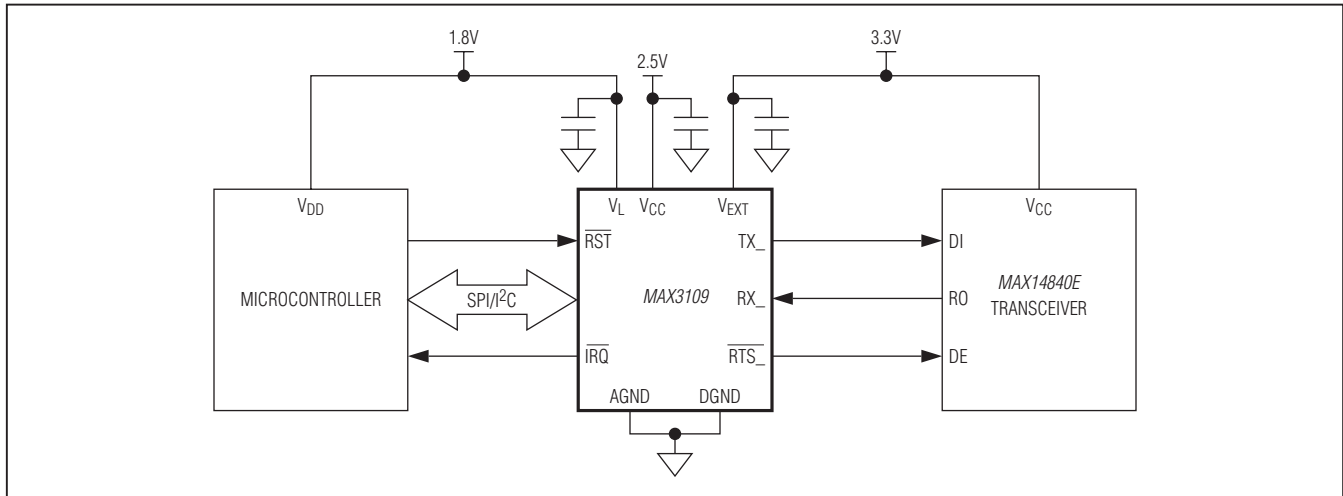 1.8V
2.5V
3.3V
VDD
VL
VCC
VEXT
VCC
RST
TX_
DI
MICROCONTROLLER
SPI/I²C
MAX3109
RX_
RO
MAX14840E
TRANSCEIVER
IRQ
RTS_
DE
AGND
DGND